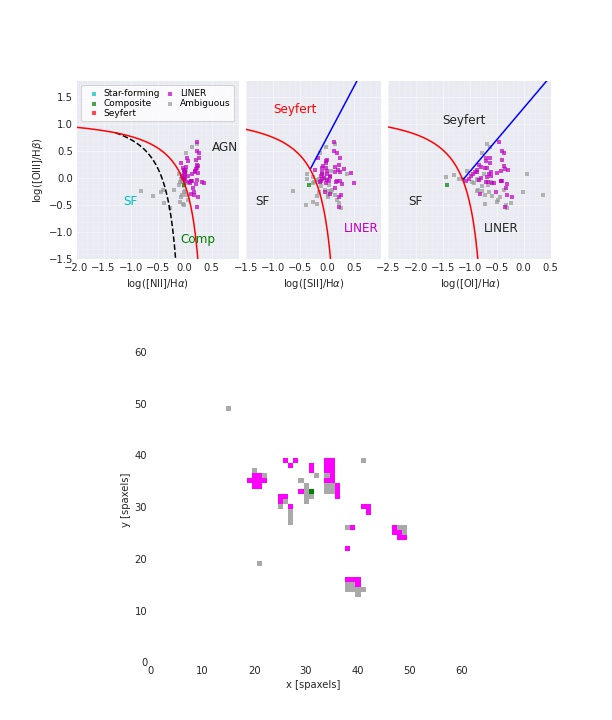 Star-forming
Composite
Seyfert
LINER
Ambiguous
AGN
SF
Comp
Seyfert
SF
LINER
Seyfert
SF
LINER
1.5
1.0
0.5
0.0
−0.5
−1.0
−1.5
log([OIII]/Hβ)
−2.0 −1.5 −1.0 −0.5 0.0 0.5
log([NII]/Hα)
−1.5 −1.0 −0.5 0.0 0.5
log([SII]/Hα)
−2.5 −2.0 −1.5 −1.0 −0.5 0.0 0.5
log([OI]/Hα)
60
50
40
30
20
10
0
y [spaxels]
0 10 20 30 40 50 60
x [spaxels]